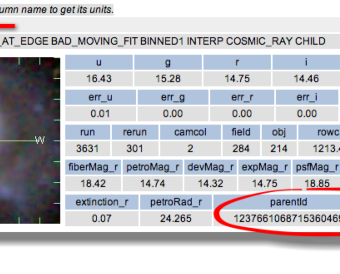 umn name to get its units.
_AT_EDGE BAD_MOVING_FIT BINNED1 INTERP COSMIC_RAY CHILD
u g r i
16.43 15.28 14.75 14.46
err_u err_g err_r err_i
0.01 0.00 0.00 0.00
run rerun camcol field obj rowc
3631 301 2 284 214 1213.4
fiberMag_r petroMag_r devMag_r expMag_r psfMag_r
18.42 14.74 14.32 14.75 18.85
extinction_r petroRad_r parentId
0.07 24.265 1237661068715360469
W